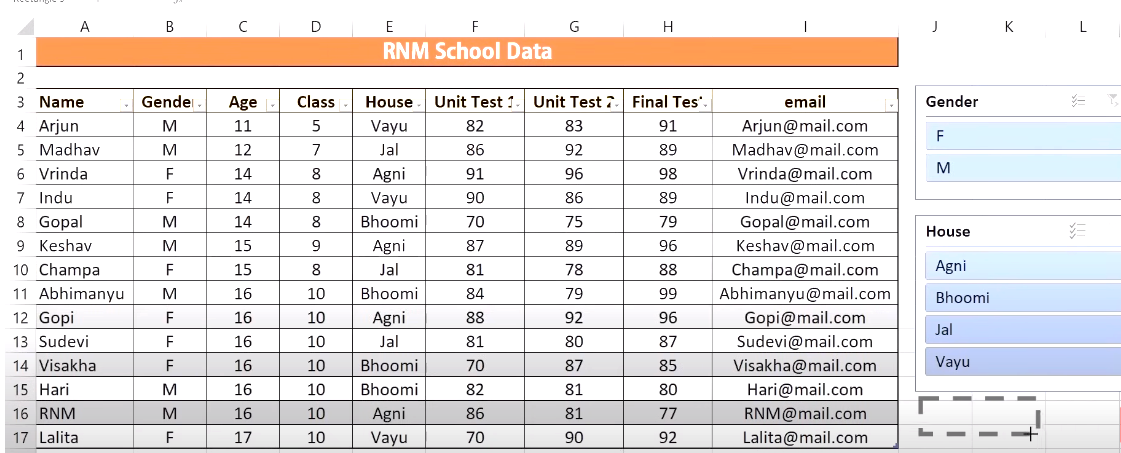 A B C D E F G H I J K L
1 RNM School Data
2
3 Name Gende Age Class House Unit Test 1 Unit Test 2 Final Tes email
4 Arjun M 11 5 Vayu 82 83 91 Arjun@mail.com
5 Madhav M 12 7 Jal 86 92 89 Madhav@mail.com
6 Vrinda F 14 8 Agni 91 96 98 Vrinda@mail.com
7 Indu F 14 8 Vayu 90 86 89 Indu@mail.com
8 Gopal M 14 8 Bhoomi 70 75 79 Gopal@mail.com
9 Keshav M 15 9 Agni 87 89 96 Keshav@mail.com
10 Champa F 15 8 Jal 81 78 88 Champa@mail.com
11 Abhimanyu M 16 10 Bhoomi 84 79 99 Abhimanyu@mail.com
12 Gopi F 16 10 Agni 88 92 96 Gopi@mail.com
13 Sudevi F 16 10 Jal 81 80 87 Sudevi@mail.com
14 Visakha F 16 10 Bhoomi 70 87 85 Visakha@mail.com
15 Hari M 16 10 Bhoomi 82 81 80 Hari@mail.com
16 RNM M 16 10 Agni 86 81 77 RNM@mail.com
17 Lalita F 17 10 Vayu 70 90 92 Lalita@mail.com
Gender
F
M
House
Agni
Bhoomi
Jal
Vayu